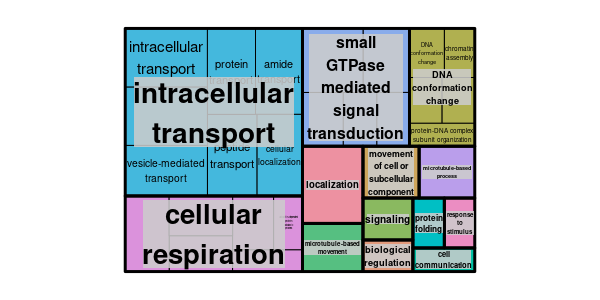 intracellular
transport
protein
amide
intracellular
transport
vesicle-mediated
transport
peptide
transport
cellular
localization
small
GTPase
mediated
signal
transduction
DNA
conformation
change
chromatin
assembly
DNA
conformation
change
protein-DNA complex
subunit organization
cellular
respiration
localization
microtubule-based
movement
movement
of cell or
subcellular
component
microtubule-based
process
signaling
protein
folding
response
to
stimulus
biological
regulation
cell
communication